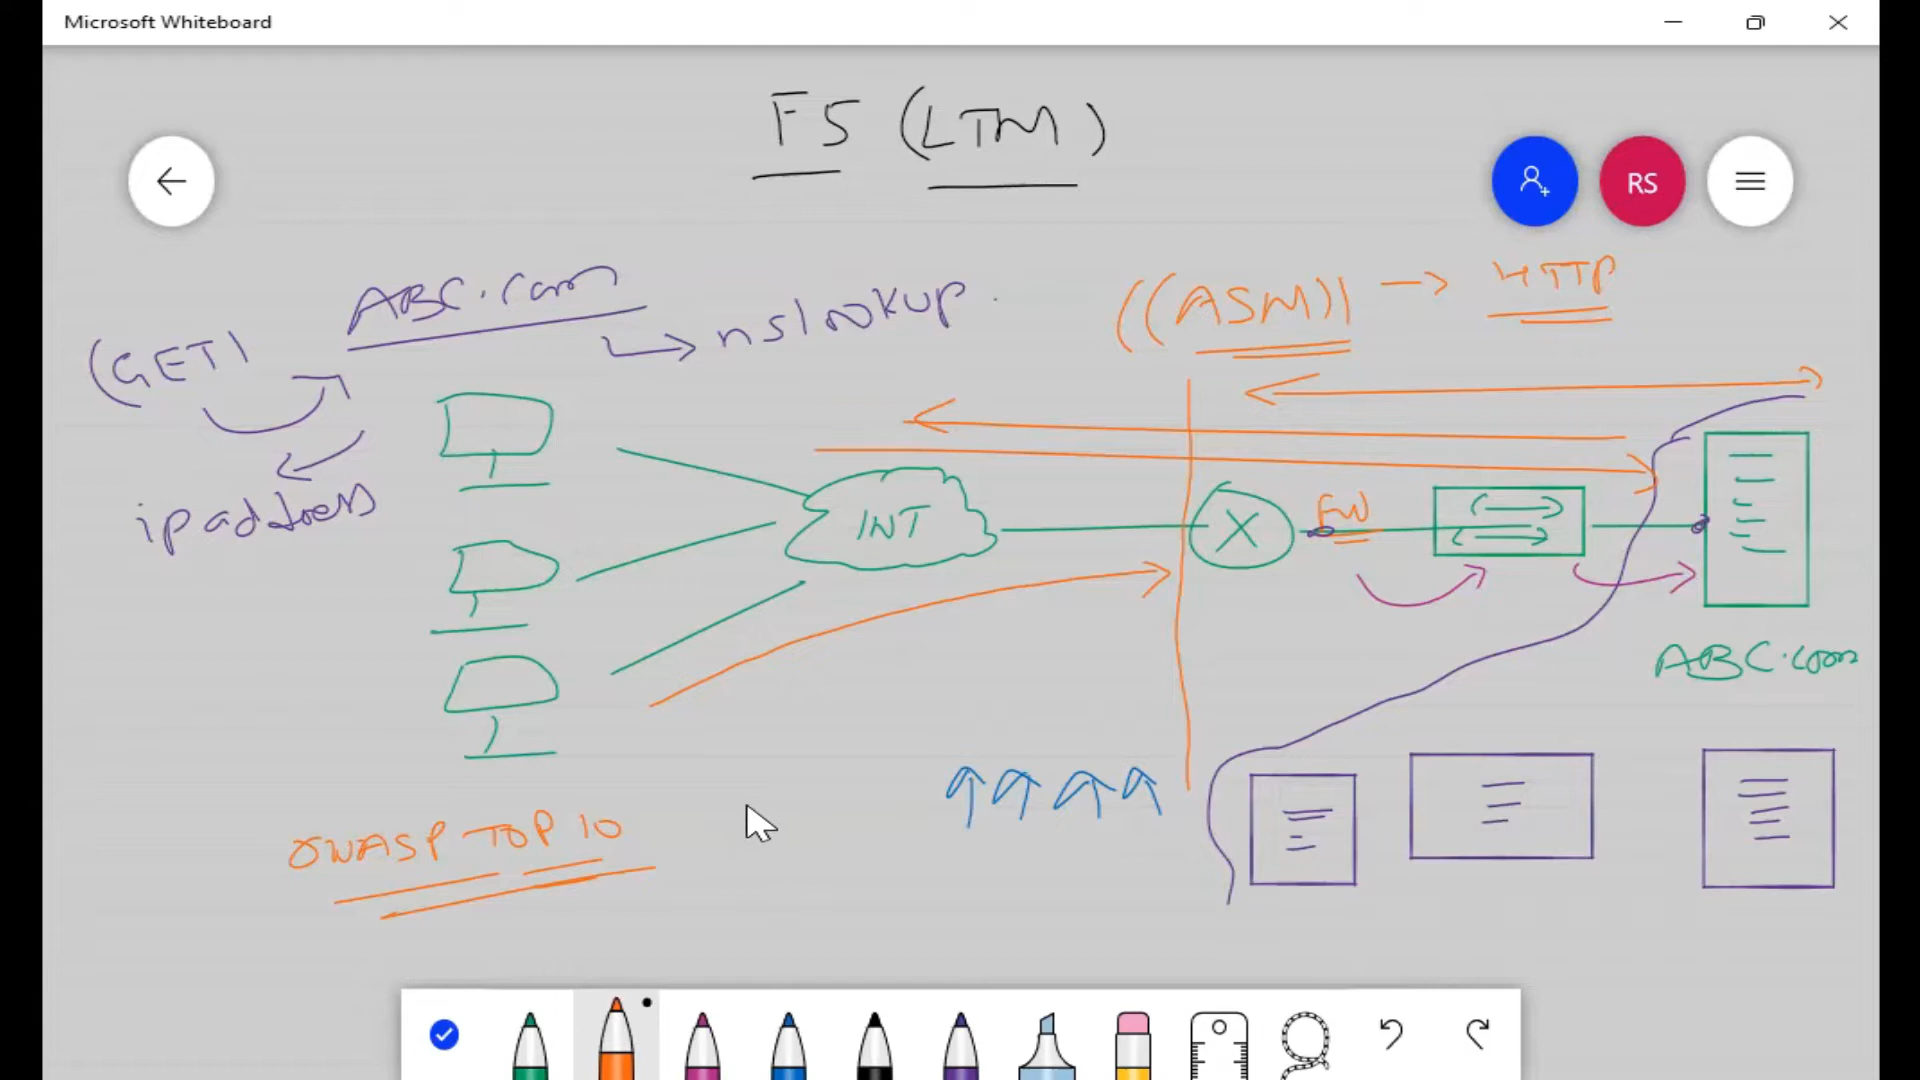 Microsoft Whiteboard
F5 (LTM)
RS
ABC.com
nslookup
(GET)
ip address
((ASM)) → HTTP
INT
X
FW
ABC.com
OWASP TOP 10